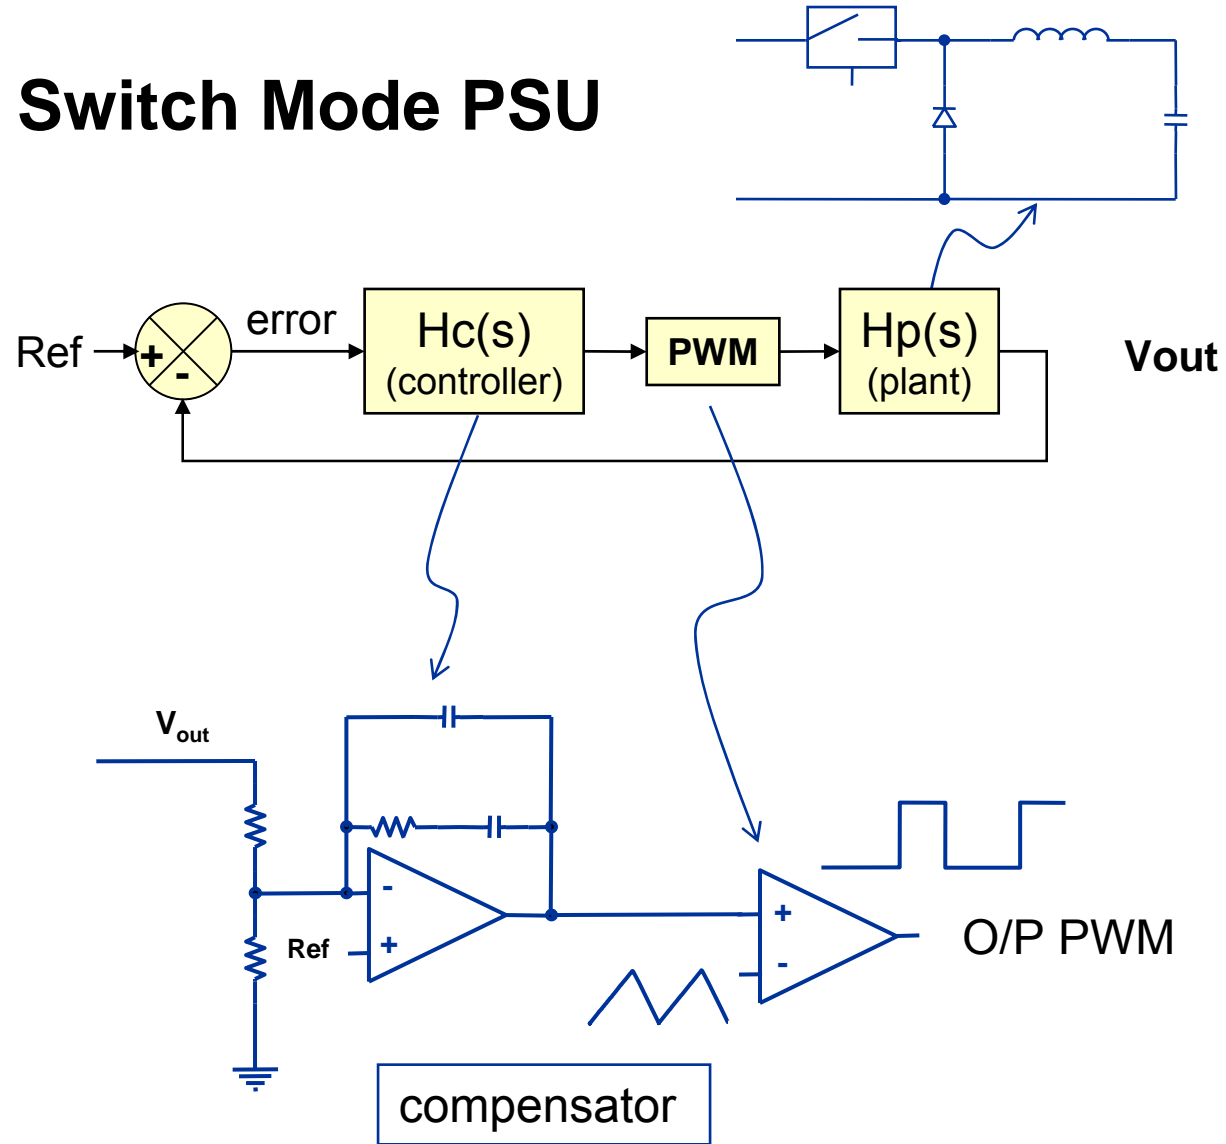 Switch Mode PSU
Ref
+
-
error
Hc(s)
(controller)
PWM
Hp(s)
(plant)
Vout
Vout
-
+
Ref
+
-
O/P PWM
compensator